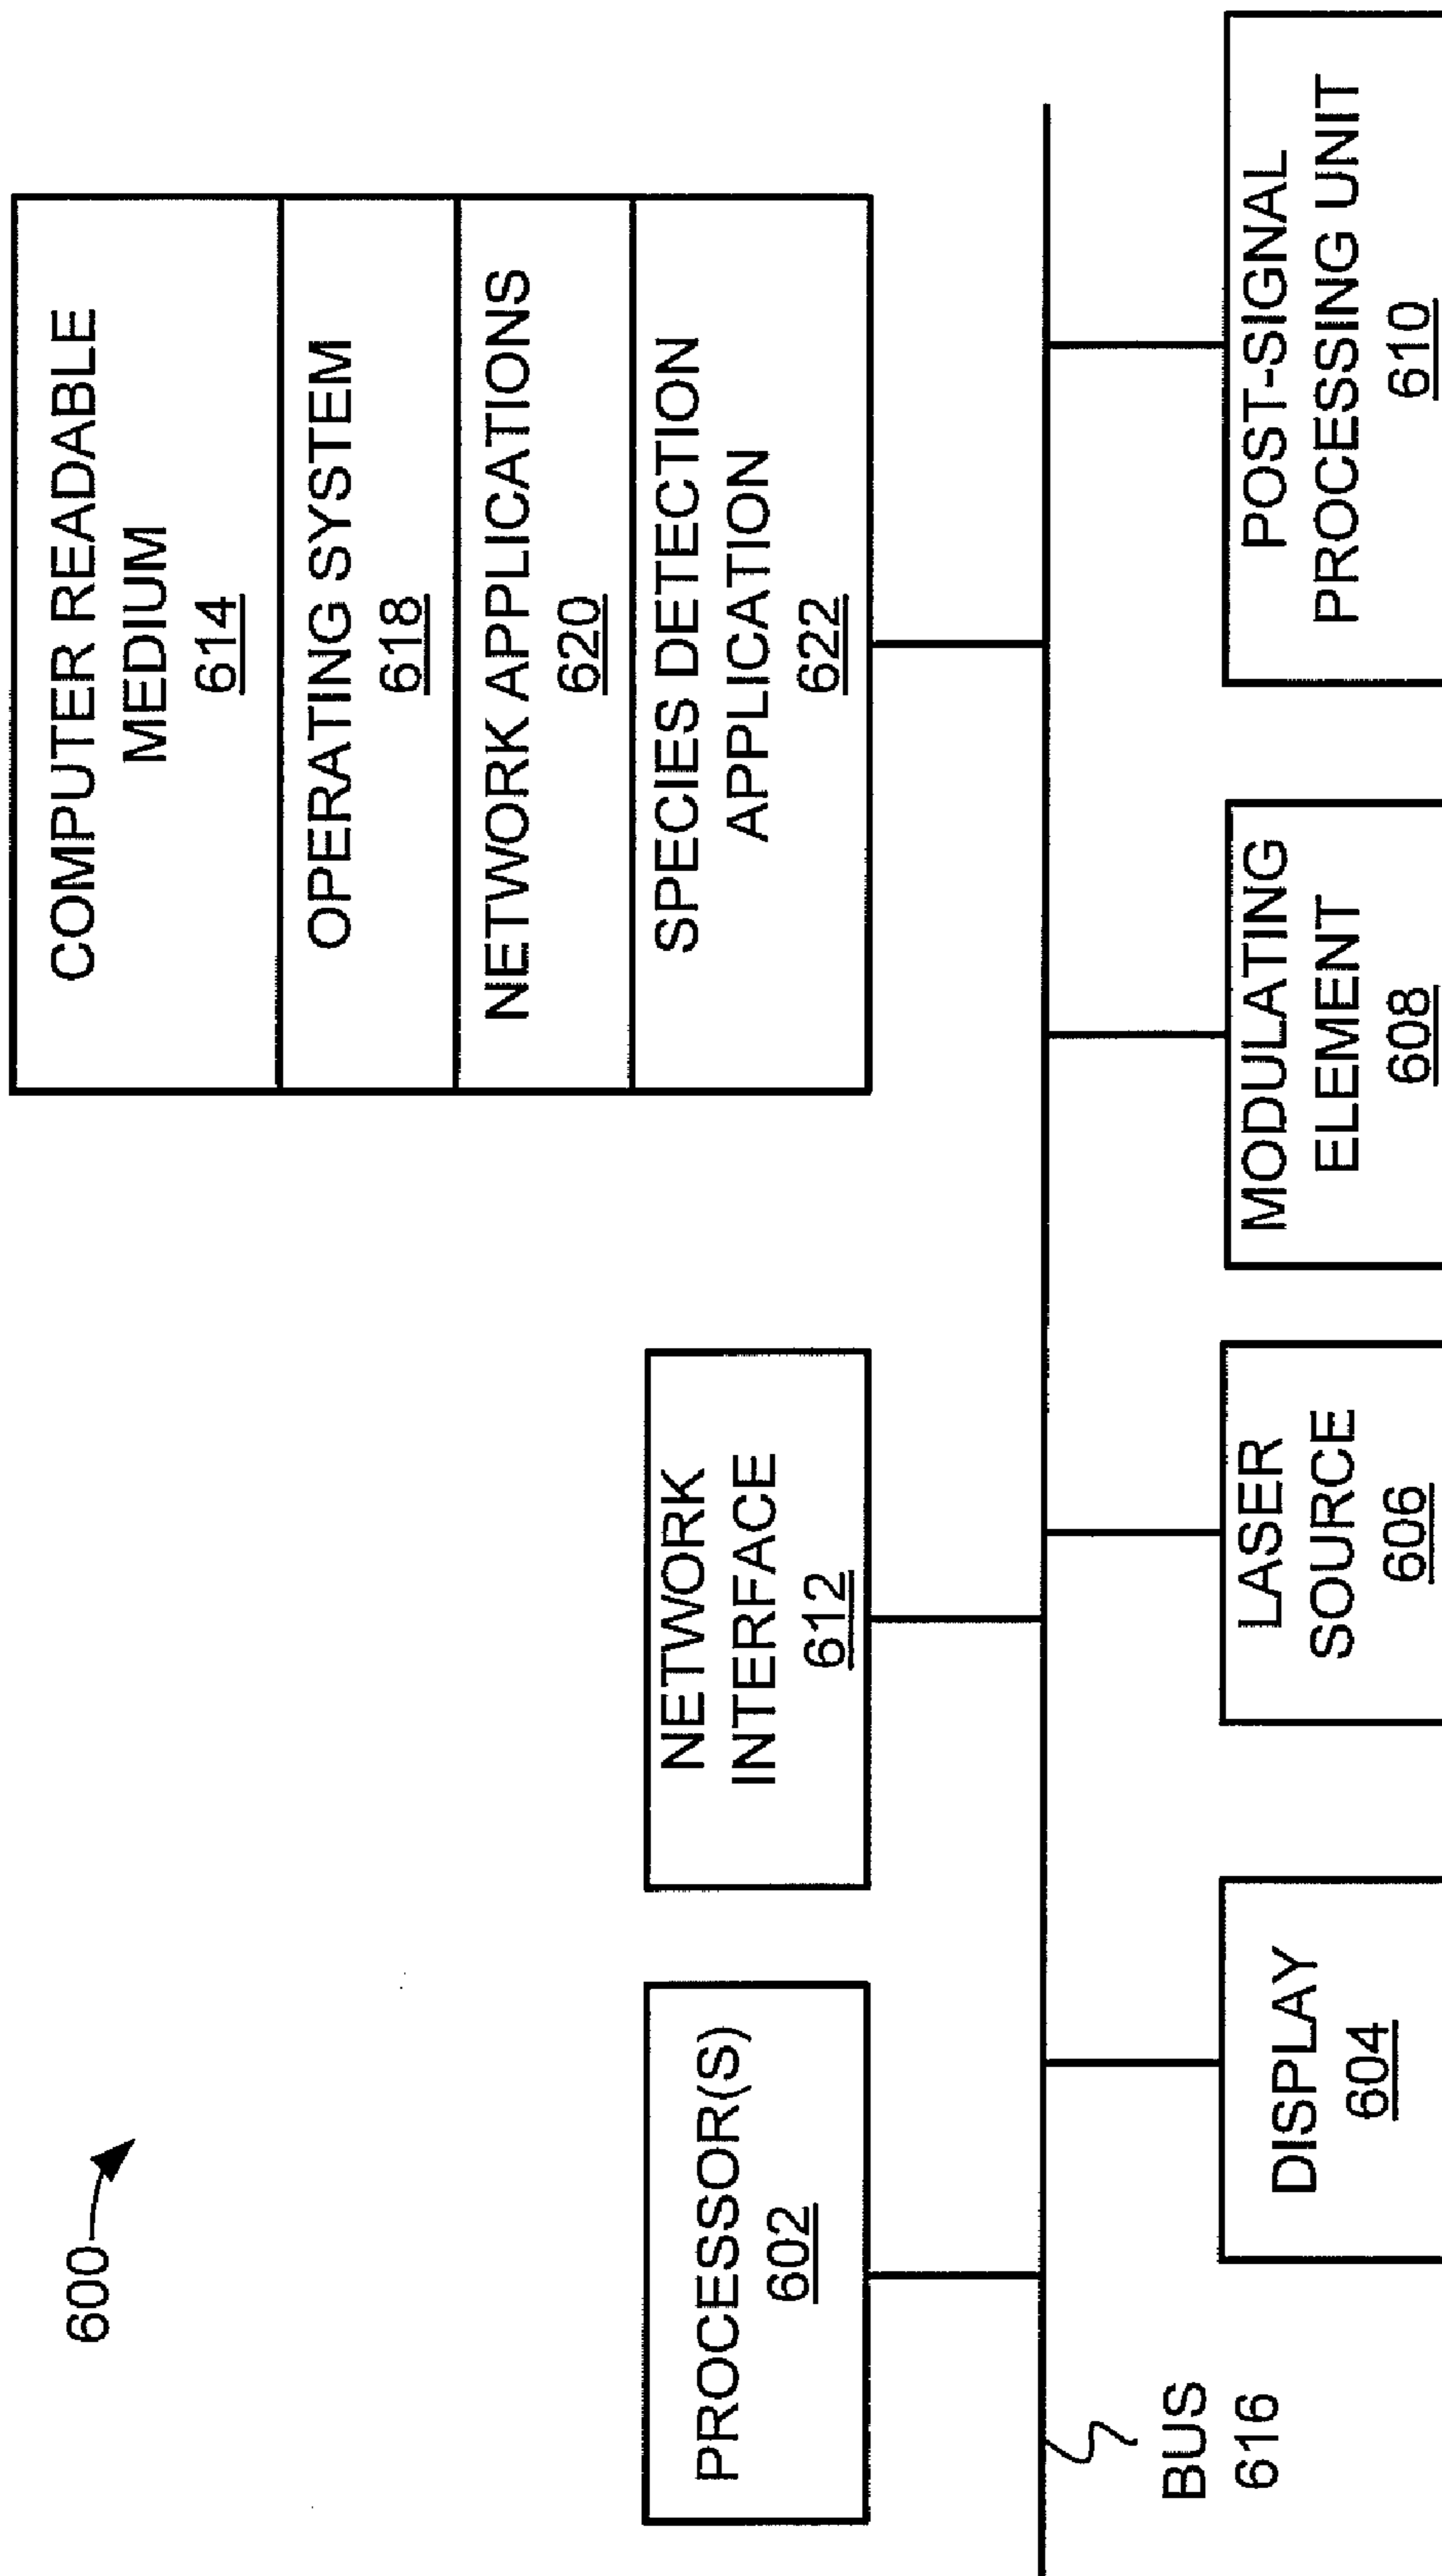 600
COMPUTER READABLE
MEDIUM
614
OPERATING SYSTEM
618
NETWORK APPLICATIONS
620
SPECIES DETECTION
APPLICATION
622
PROCESSOR(S)
602
NETWORK
INTERFACE
612
BUS
616
DISPLAY
604
LASER
SOURCE
606
MODULATING
ELEMENT
608
POST-SIGNAL
PROCESSING UNIT
610